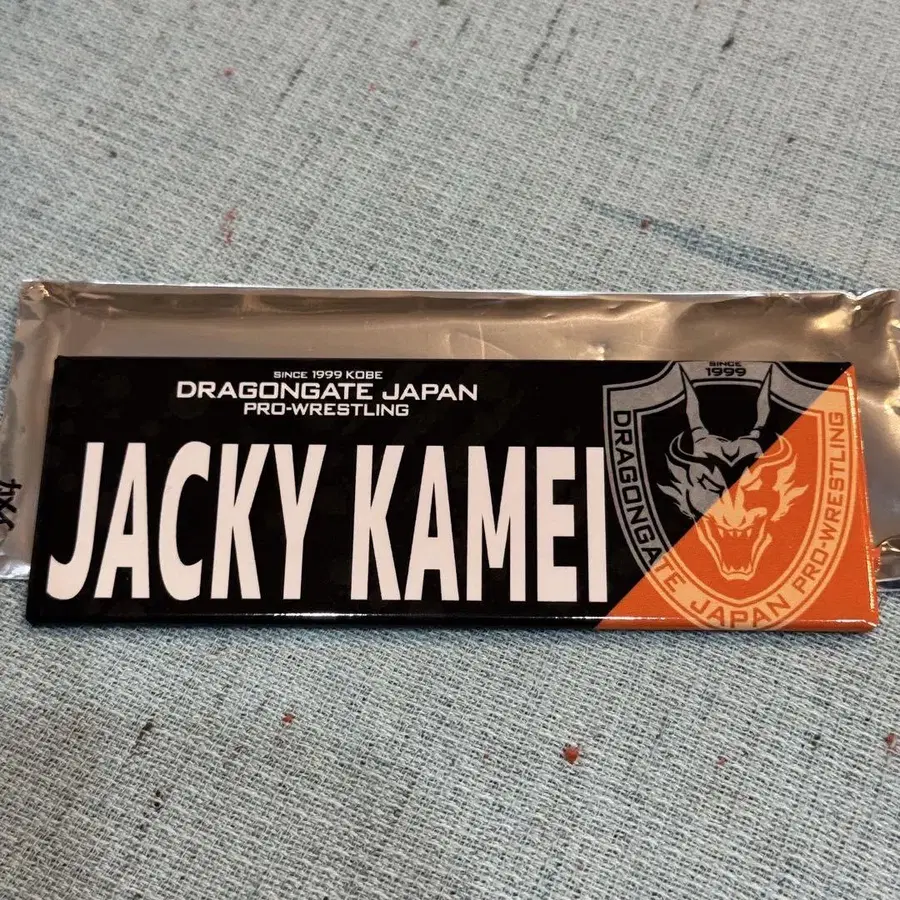 SINCE 1999 KOBE
DRAGONGATE JAPAN
PRO-WRESTLING
JACKY KAMEI
SINCE
1999
DRAGONGATE JAPAN PRO-WRESTLING